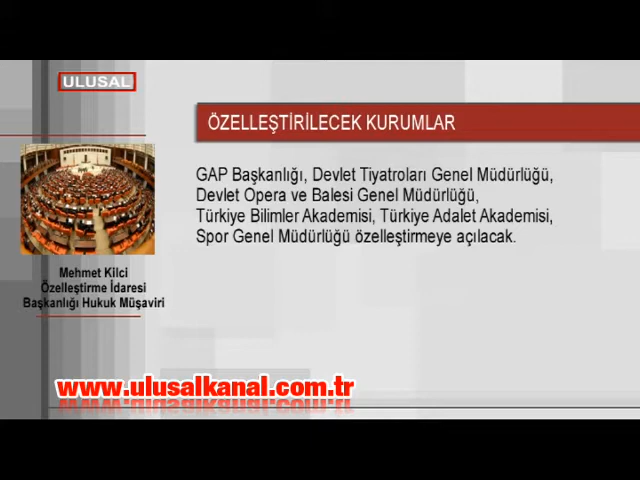 ULUSAL
ÖZELLEŞTİRİLECEK KURUMLAR
GAP Başkanlığı, Devlet Tiyatroları Genel Müdürlüğü,
Devlet Opera ve Balesi Genel Müdürlüğü,
Türkiye Bilimler Akademisi, Türkiye Adalet Akademisi,
Spor Genel Müdürlüğü özelleştirmeye açılacak.
Mehmet Kilci
Özelleştirme İdaresi
Başkanlığı Hukuk Müşaviri
www.ulusalkanal.com.tr